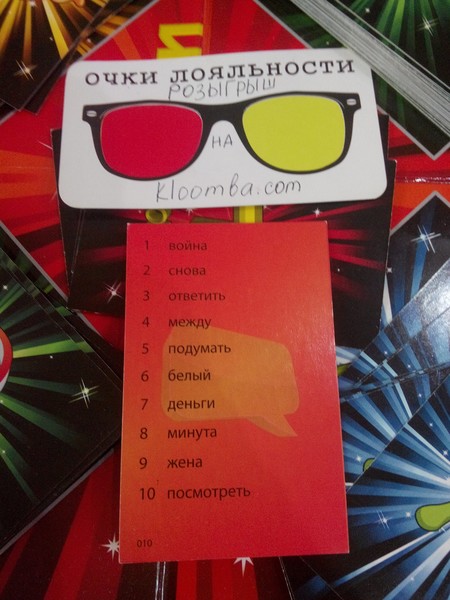 ОЧКИ ЛОЯЛЬНОСТИ
РОЗЫГРЫШ
НА
kloomba.com
1 война
2 снова
3 ответить
4 между
5 подумать
6 белый
7 деньги
8 минута
9 жена
10 посмотреть
010